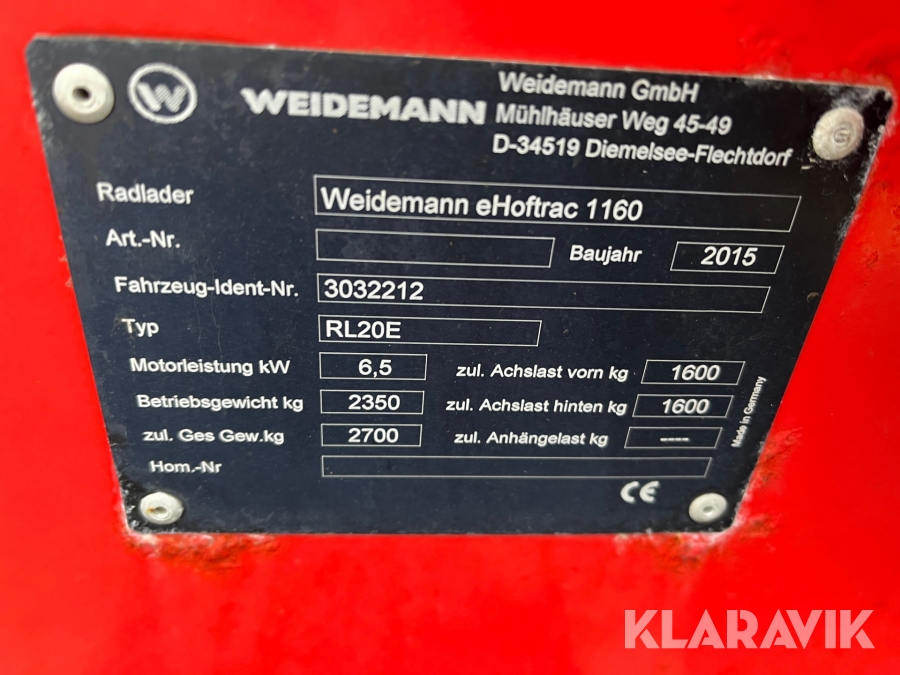 W WEIDEMANN
Weidemann GmbH
Mühlhäuser Weg 45-49
D-34519 Diemelsee-Flechtdorf
Radlader Weidemann eHoftrac 1160
Art.-Nr. Baujahr 2015
Fahrzeug-Ident-Nr. 3032212
Typ RL20E
Motorleistung kW 6,5 zul. Achslast vorn kg 1600
Betriebsgewicht kg 2350 zul. Achslast hinten kg 1600
zul. Ges Gew.kg 2700 zul. Anhängelast kg ----
Hom.-Nr
Made in Germany
CE
KLARAVIK